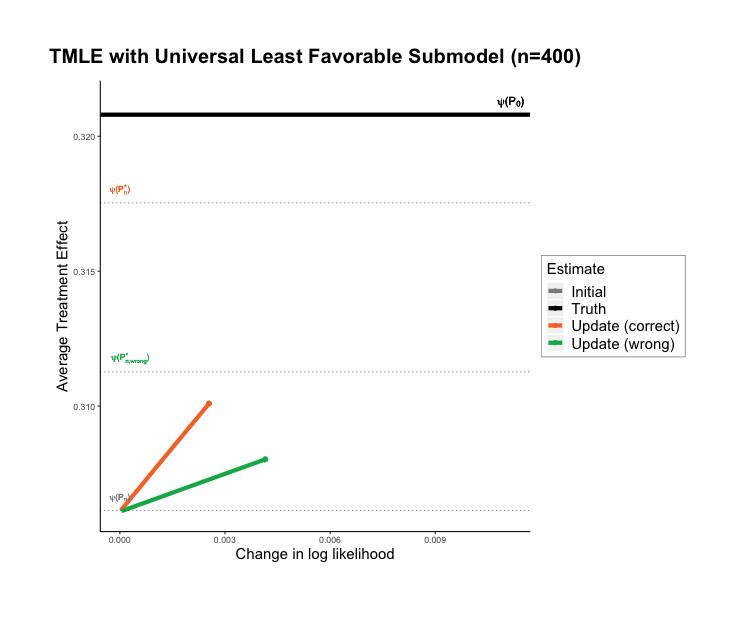 TMLE with Universal Least Favorable Submodel (n=400)
ψ(P₀)
0.320
ψ(Pₙ*)
0.315
Average Treatment Effect
ψ(P*n,wrong)
0.310
ψ(Pₙ)
0.000 0.003 0.006 0.009
Change in log likelihood
Estimate
Initial
Truth
Update (correct)
Update (wrong)